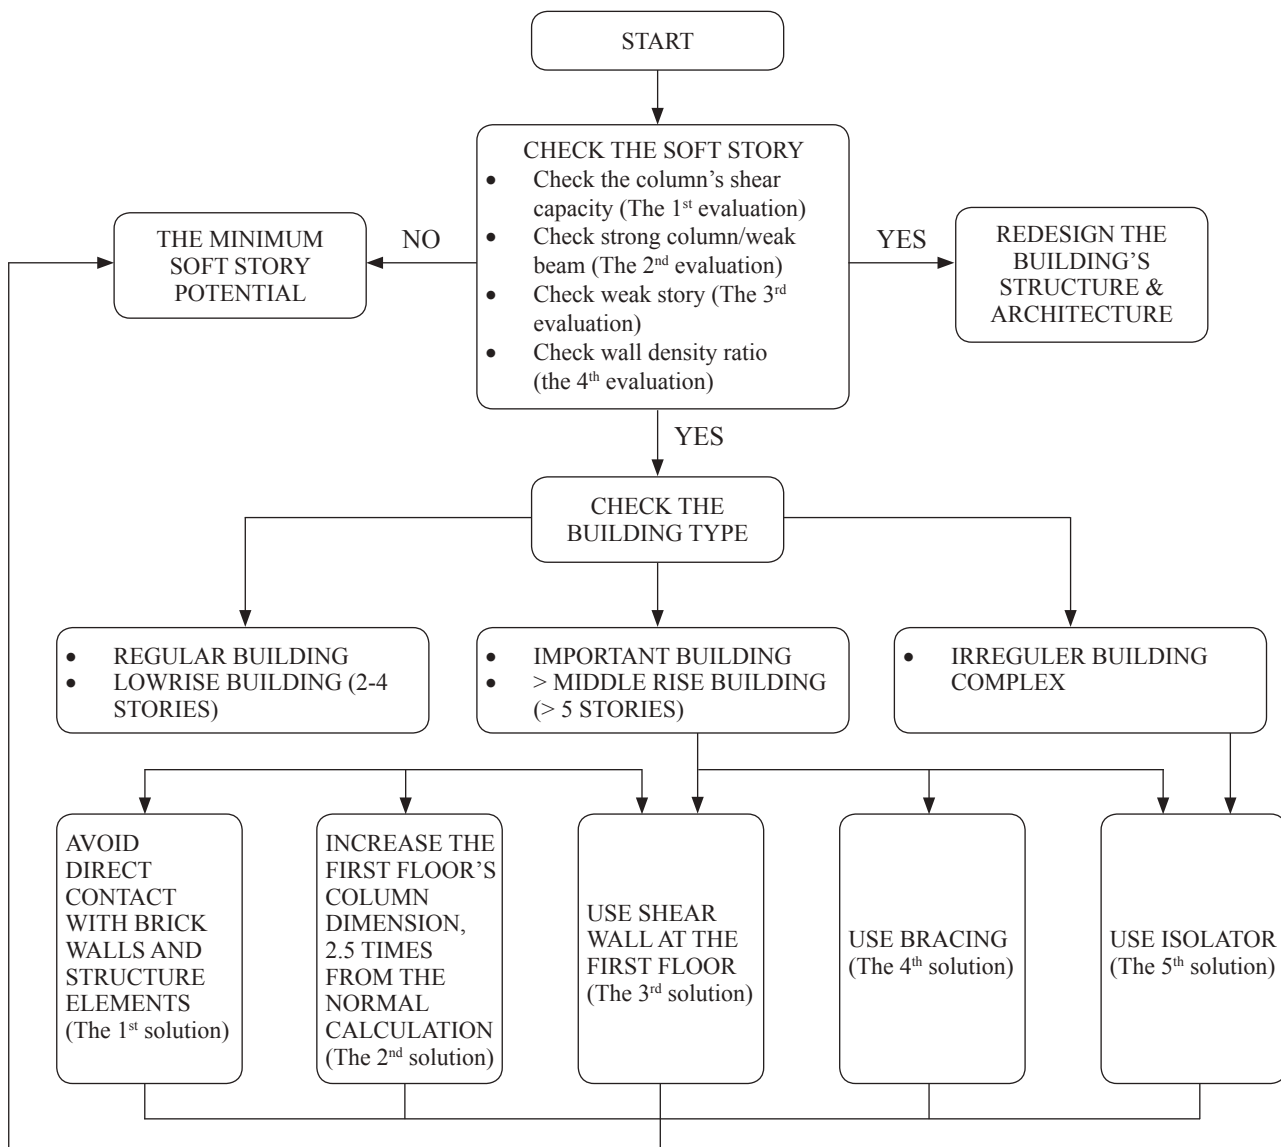 START
CHECK THE SOFT STORY
• Check the column's shear
capacity (The 1st evaluation)
• Check strong column/weak
beam (The 2nd evaluation)
• Check weak story (The 3rd
evaluation)
• Check wall density ratio
(the 4th evaluation)
NO
THE MINIMUM
SOFT STORY
POTENTIAL
YES
REDESIGN THE
BUILDING'S
STRUCTURE &
ARCHITECTURE
YES
CHECK THE
BUILDING TYPE
• REGULAR BUILDING
• LOWRISE BUILDING (2-4
STORIES)
• IMPORTANT BUILDING
• > MIDDLE RISE BUILDING
(> 5 STORIES)
• IRREGULER BUILDING
COMPLEX
AVOID
DIRECT
CONTACT
WITH BRICK
WALLS AND
STRUCTURE
ELEMENTS
(The 1st solution)
INCREASE THE
FIRST FLOOR'S
COLUMN
DIMENSION,
2.5 TIMES
FROM THE
NORMAL
CALCULATION
(The 2nd solution)
USE SHEAR
WALL AT THE
FIRST FLOOR
(The 3rd solution)
USE BRACING
(The 4th solution)
USE ISOLATOR
(The 5th solution)